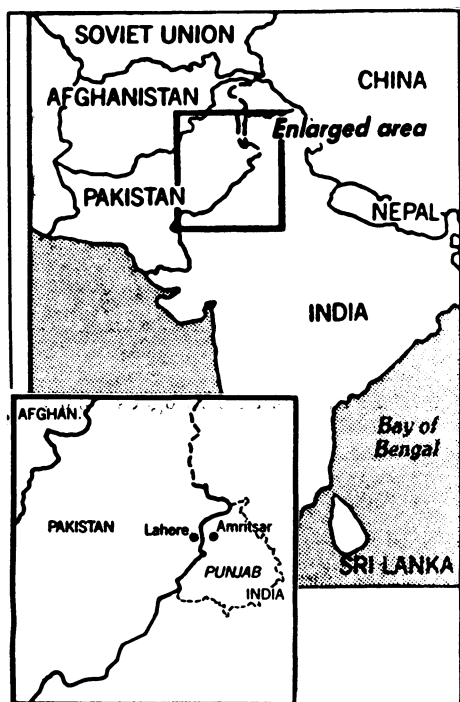 SOVIET UNION
CHINA
AFGHANISTAN
Enlarged area
PAKISTAN
NEPAL
INDIA
Bay of
Bengal
SRI LANKA
AFGHAN.
PAKISTAN
Lahore
Amritsar
PUNJAB
INDIA